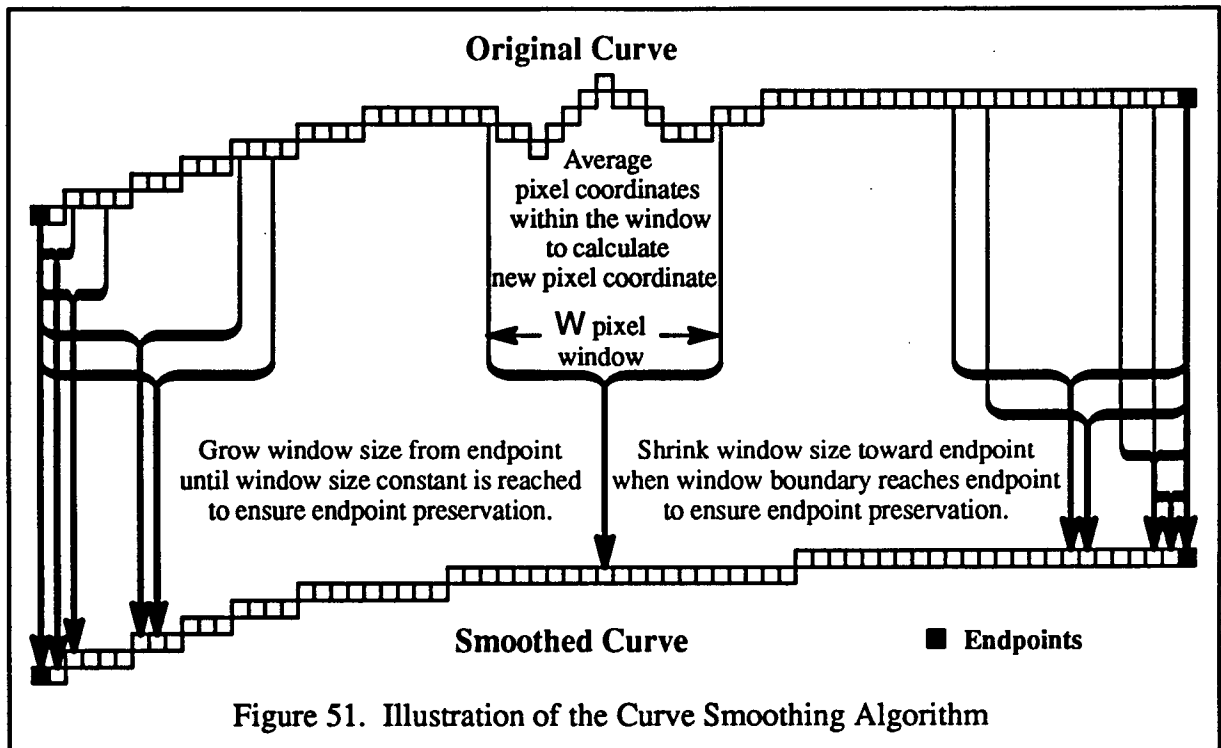 Original Curve
Average
pixel coordinates
within the window
to calculate
new pixel coordinate
W pixel
window
Grow window size from endpoint
until window size constant is reached
to ensure endpoint preservation.
Shrink window size toward endpoint
when window boundary reaches endpoint
to ensure endpoint preservation.
Smoothed Curve
Endpoints
Figure 51. Illustration of the Curve Smoothing Algorithm